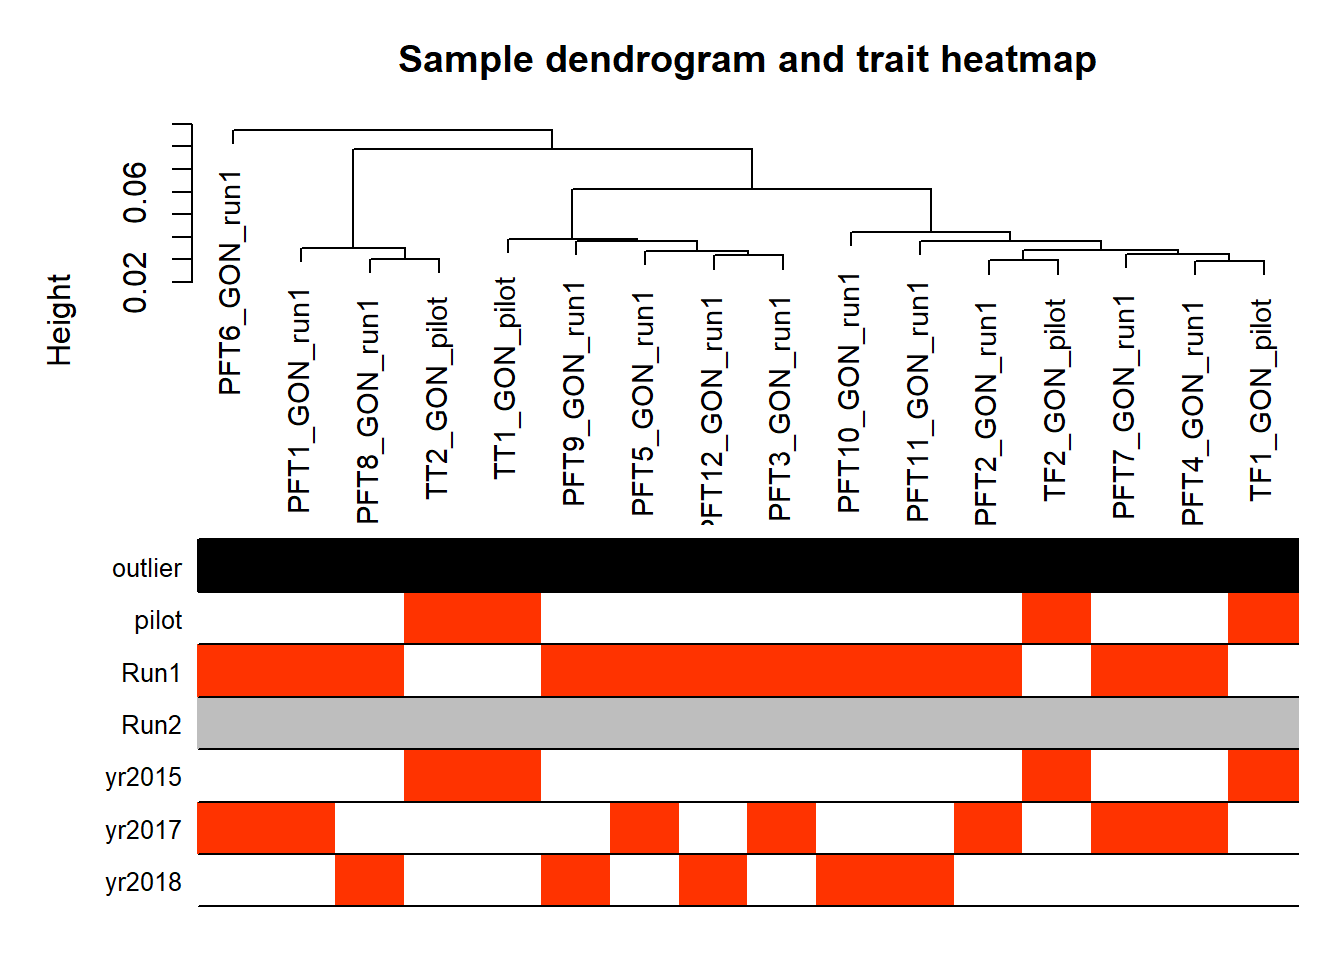 Sample dendrogram and trait heatmap
Height
0.02
0.06
PFT6_GON_run1
PFT1_GON_run1
PFT8_GON_run1
TT2_GON_pilot
TT1_GON_pilot
PFT9_GON_run1
PFT5_GON_run1
PFT12_GON_run1
PFT3_GON_run1
PFT10_GON_run1
PFT11_GON_run1
PFT2_GON_run1
TF2_GON_pilot
PFT7_GON_run1
PFT4_GON_run1
TF1_GON_pilot
outlier
pilot
Run1
Run2
yr2015
yr2017
yr2018